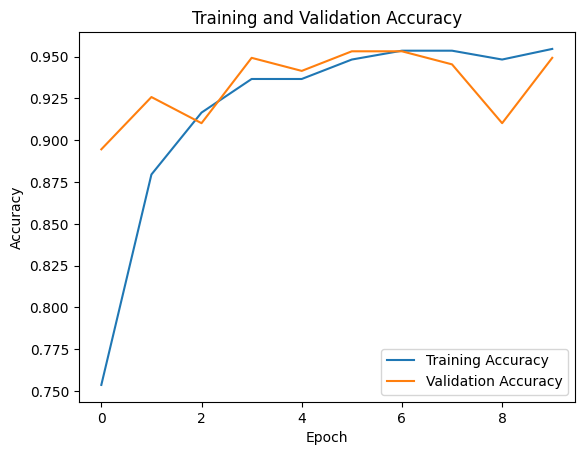 Training and Validation Accuracy
0.950
0.925
0.900
0.875
0.850
0.825
0.800
0.775
0.750
Accuracy
Training Accuracy
Validation Accuracy
0 2 4 6 8
Epoch